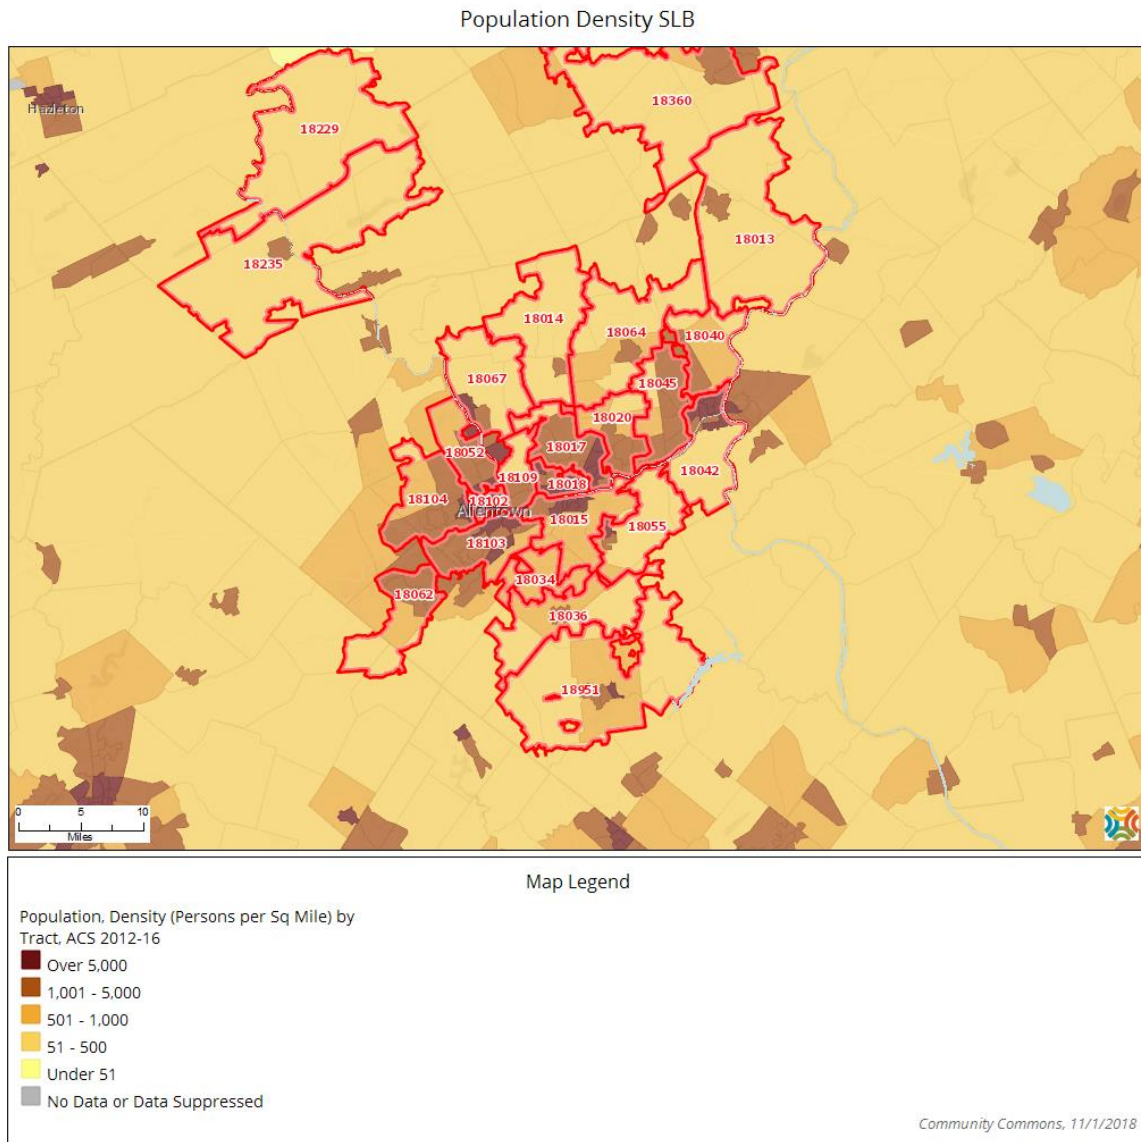 Population Density SLB
Hazleton
18360
18229
18013
18235
18014
18064
18040
18067
18045
18020
18017
18052
18042
18109
18018
18104
18102
Allentown
18015
18055
18103
18034
18062
18036
18951
0 5 10
Miles
Map Legend
Population, Density (Persons per Sq Mile) by
Tract, ACS 2012-16
Over 5,000
1,001 - 5,000
501 - 1,000
51 - 500
Under 51
No Data or Data Suppressed
Community Commons, 11/1/2018